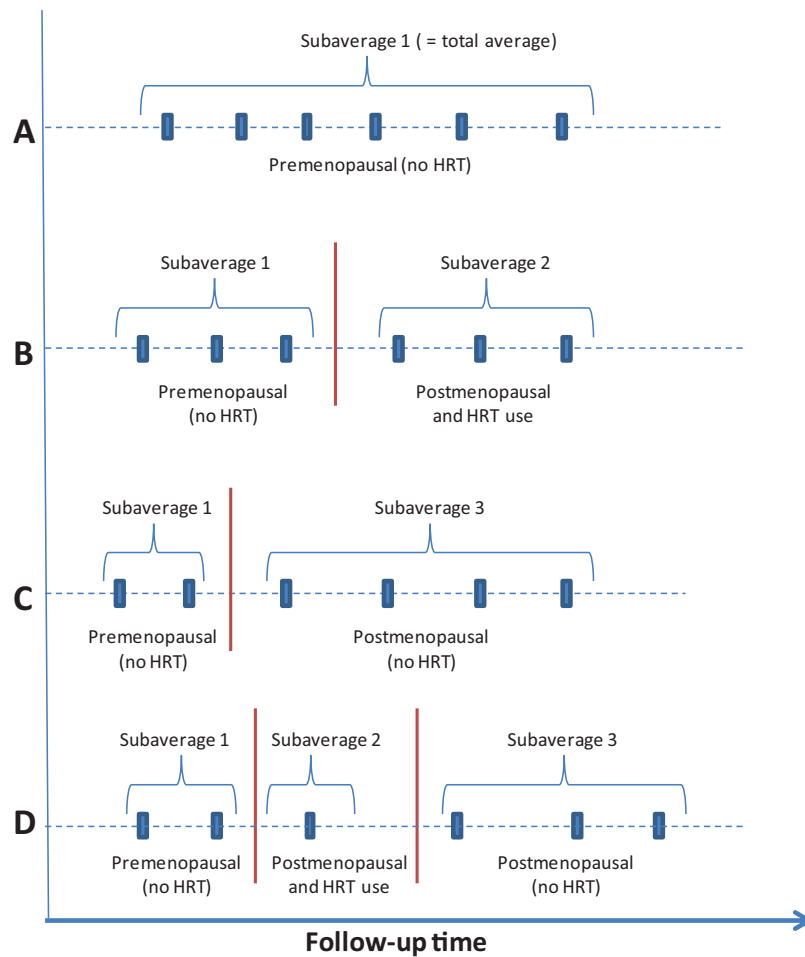 Subaverage 1 ( = total average)
A
Premenopausal (no HRT)
Subaverage 1
Subaverage 2
B
Premenopausal
(no HRT)
Postmenopausal
and HRT use
Subaverage 1
Subaverage 3
C
Premenopausal
(no HRT)
Postmenopausal
(no HRT)
Subaverage 1
Subaverage 2
Subaverage 3
D
Premenopausal
(no HRT)
Postmenopausal
and HRT use
Postmenopausal
(no HRT)
Follow-up time